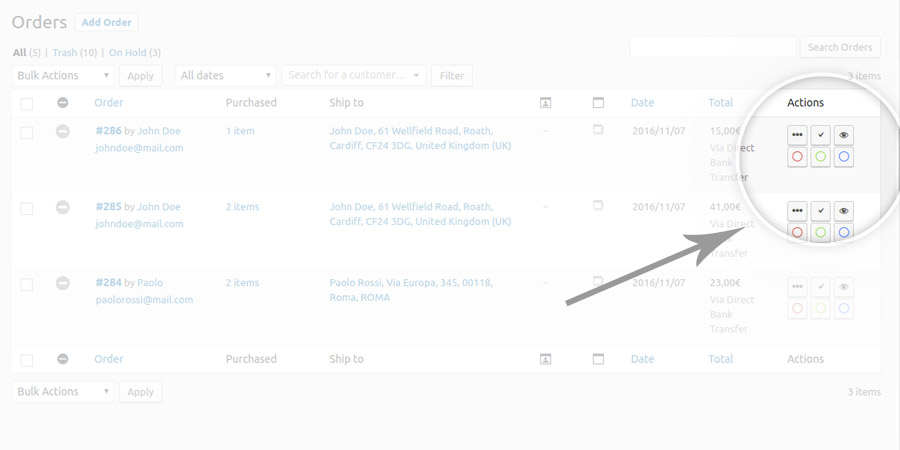 Orders Add Order
All (5) | Trash (10) | On Hold (3)
Search Orders
Bulk Actions Apply All dates Search for a customer... Filter 3 items
Order Purchased Ship to Date Total Actions
#286 by John Doe 1 item John Doe, 61 Wellfield Road, Roath, – 2016/11/07 15,00€
johndoe@mail.com Cardiff, CF24 3DG, United Kingdom (UK) Via Direct
Bank
Transfer
#285 by John Doe 2 items John Doe, 61 Wellfield Road, Roath, – 2016/11/07 41,00€
johndoe@mail.com Cardiff, CF24 3DG, United Kingdom (UK) Via Direct
Bank
Transfer
#284 by Paolo 2 items Paolo Rossi, Via Europa, 345, 00118, – 2016/11/07 23,00€
paolorossi@mail.com Roma, ROMA Via Direct
Bank
Transfer
Order Purchased Ship to Date Total Actions
Bulk Actions Apply 3 items